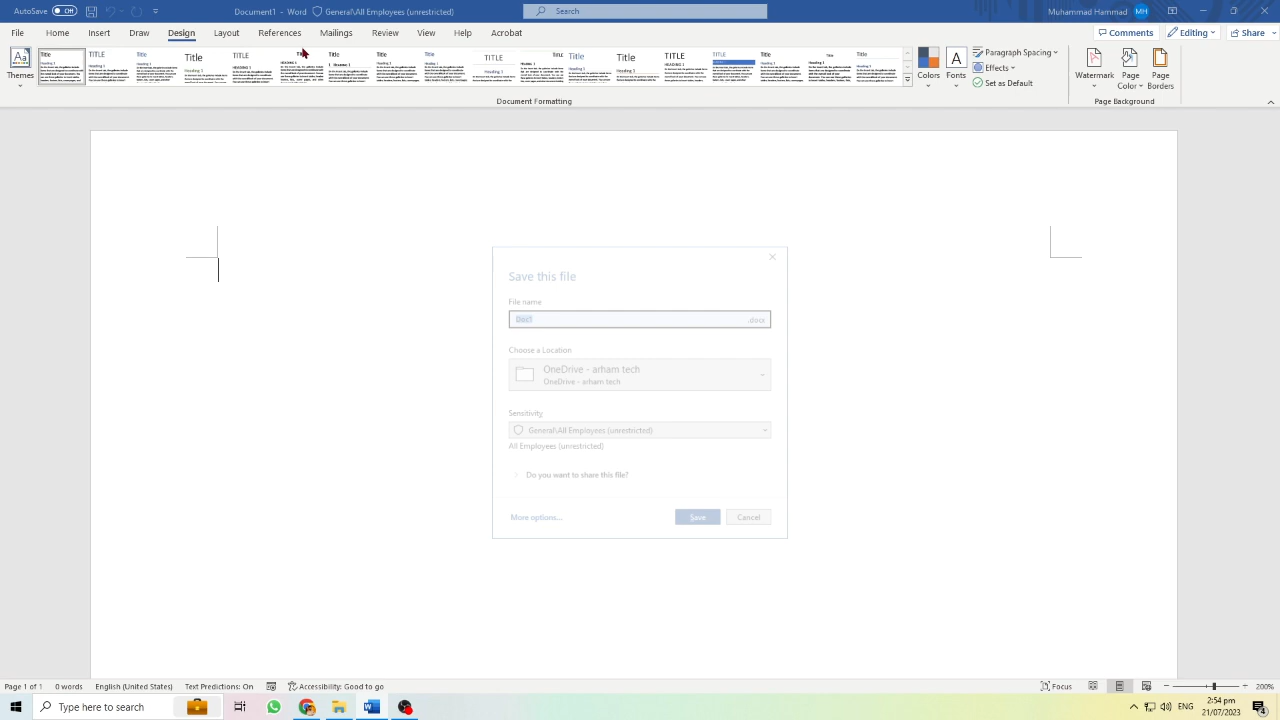 AutoSave Off Document1 - Word General\All Employees (unrestricted) Search Muhammad Hammad MH
File Home Insert Draw Design Layout References Mailings Review View Help Acrobat Comments Editing Share
Colors Fonts Paragraph Spacing Effects Set as Default Watermark Page Color Page Borders
Document Formatting Page Background
Save this file
File name
Doc1 .docx
Choose a Location
OneDrive - arham tech
OneDrive - arham tech
Sensitivity
General\All Employees (unrestricted)
All Employees (unrestricted)
Do you want to share this file?
More options... Save Cancel
Page 1 of 1 0 words English (United States) Text Predictions: On Accessibility: Good to go Focus 200%
Type here to search ENG 2:54 pm
21/07/2023 4